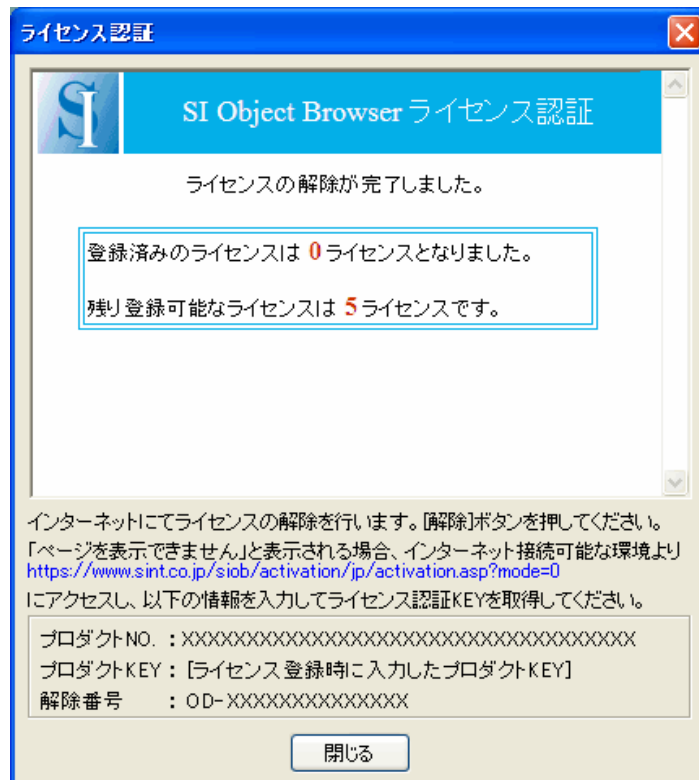 ライセンス認証
SI
SI Object Browser ライセンス認証
ライセンスの解除が完了しました。
登録済みのライセンスは 0 ライセンスとなりました。
残り登録可能なライセンスは 5 ライセンスです。
インターネットにてライセンスの解除を行います。[解除]ボタンを押してください。
「ページを表示できません」と表示される場合、インターネット接続可能な環境より
https://www.sint.co.jp/siob/activation/jp/activation.asp?mode=0
にアクセスし、以下の情報を入力してライセンス認証KEYを取得してください。
プロダクトNO. : XXXXXXXXXXXXXXXXXXXXXXXXXXXXXXXXXXX
プロダクトKEY : [ライセンス登録時に入力したプロダクトKEY]
解除番号 : OD-XXXXXXXXXXXXXX
閉じる